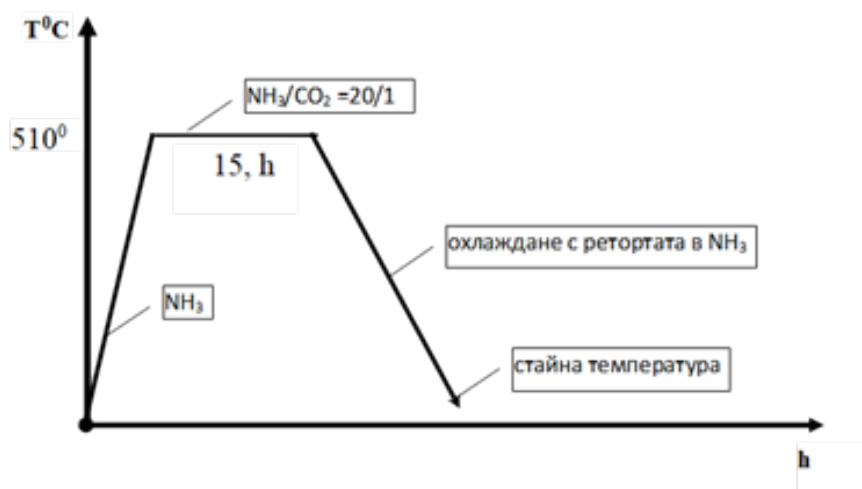 T⁰C
NH₃/CO₂ =20/1
510⁰
15, h
охлаждане с ретортата в NH₃
NH₃
стайна температура
h